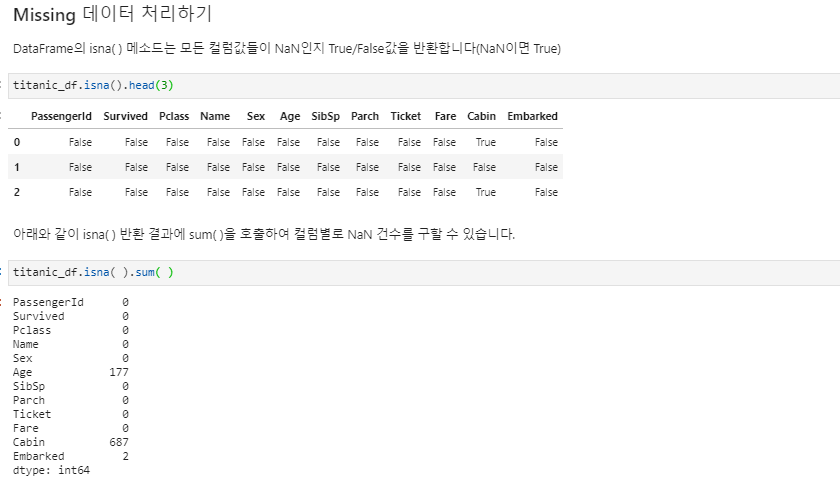 Missing 데이터 처리하기
DataFrame의 isna( ) 메소드는 모든 컬럼값들이 NaN인지 True/False값을 반환합니다(NaN이면 True)
titanic_df.isna().head(3)
PassengerId Survived Pclass Name Sex Age SibSp Parch Ticket Fare Cabin Embarked
0 False False False False False False False False False False True False
1 False False False False False False False False False False False False
2 False False False False False False False False False False True False
아래와 같이 isna( ) 반환 결과에 sum( )을 호출하여 컬럼별로 NaN 건수를 구할 수 있습니다.
titanic_df.isna( ).sum( )
PassengerId 0
Survived 0
Pclass 0
Name 0
Sex 0
Age 177
SibSp 0
Parch 0
Ticket 0
Fare 0
Cabin 687
Embarked 2
dtype: int64